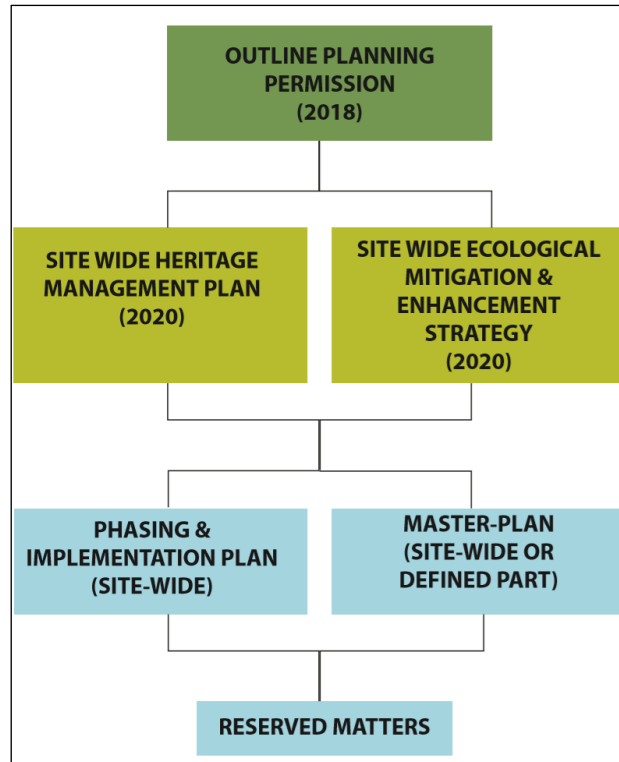 OUTLINE PLANNING
PERMISSION
(2018)
SITE WIDE HERITAGE
MANAGEMENT PLAN
(2020)
SITE WIDE ECOLOGICAL
MITIGATION &
ENHANCEMENT
STRATEGY
(2020)
PHASING &
IMPLEMENTATION PLAN
(SITE-WIDE)
MASTER-PLAN
(SITE-WIDE OR
DEFINED PART)
RESERVED MATTERS